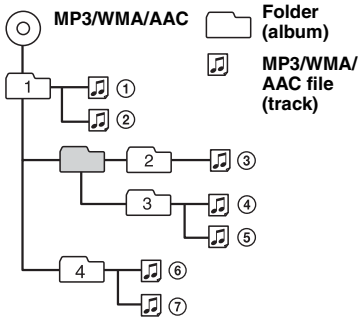 MP3/WMA/AAC
Folder
(album)
MP3/WMA/
AAC file
(track)
1
①
②
2
③
3
④
⑤
4
⑥
⑦